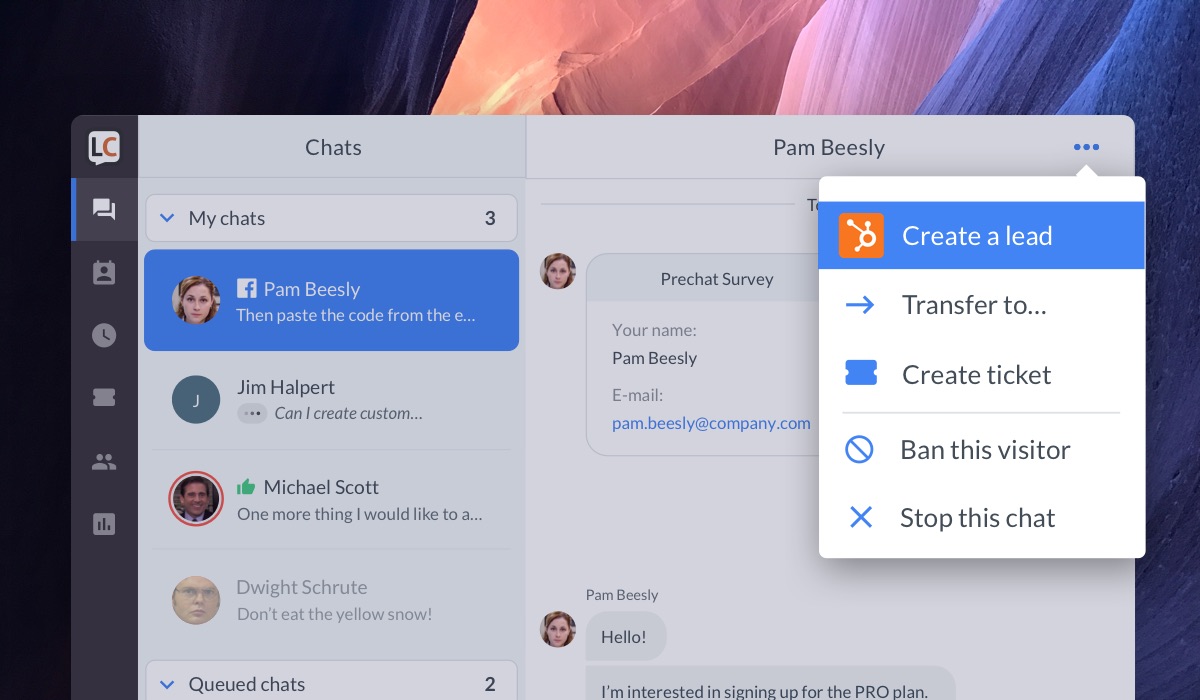 LC
Chats
Pam Beesly
My chats
3
Pam Beesly
Then paste the code from the e...
J
Jim Halpert
Can I create custom...
Michael Scott
One more thing I would like to a...
Dwight Schrute
Don't eat the yellow snow!
Queued chats
2
Prechat Survey
Your name:
Pam Beesly
E-mail:
pam.beesly@company.com
Create a lead
Transfer to...
Create ticket
Ban this visitor
Stop this chat
Pam Beesly
Hello!
I'm interested in signing up for the PRO plan.